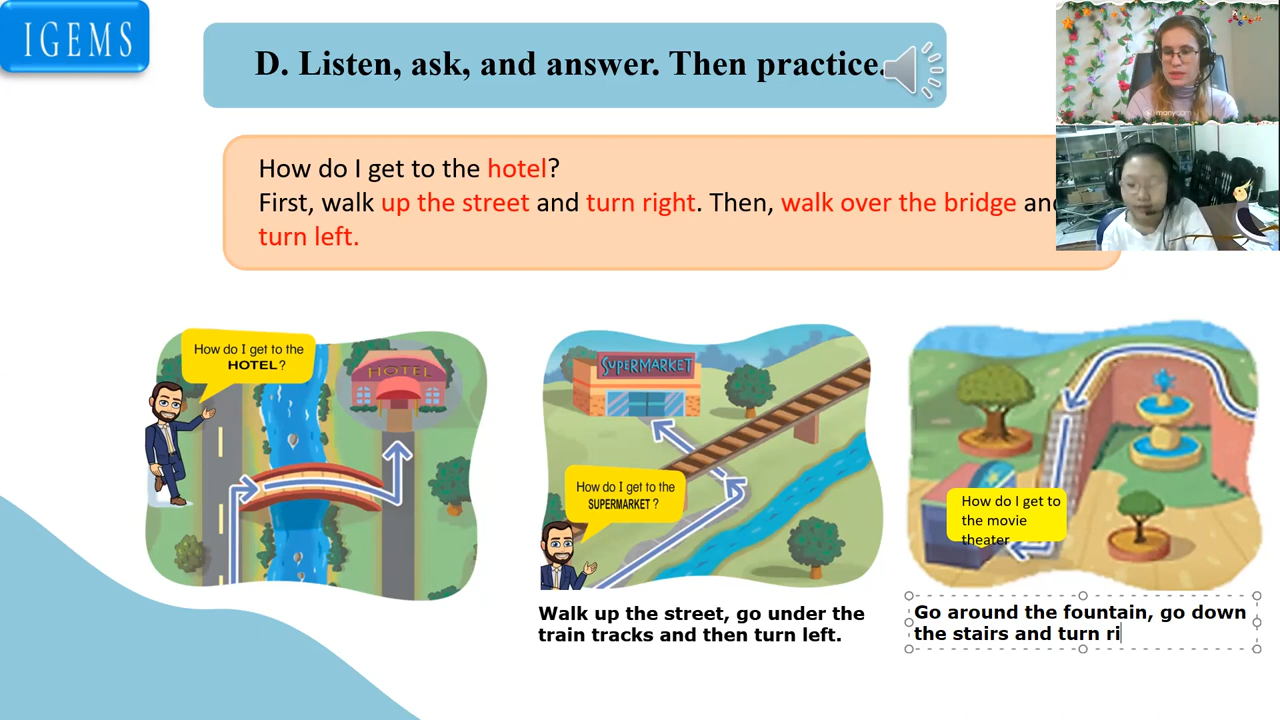 IGEMS
D. Listen, ask, and answer. Then practice.
How do I get to the hotel?
First, walk up the street and turn right. Then, walk over the bridge and
turn left.
How do I get to the
HOTEL?
HOTEL
SUPERMARKET
How do I get to the
SUPERMARKET ?
How do I get to
the movie
theater
Walk up the street, go under the
train tracks and then turn left.
Go around the fountain, go down
the stairs and turn ri